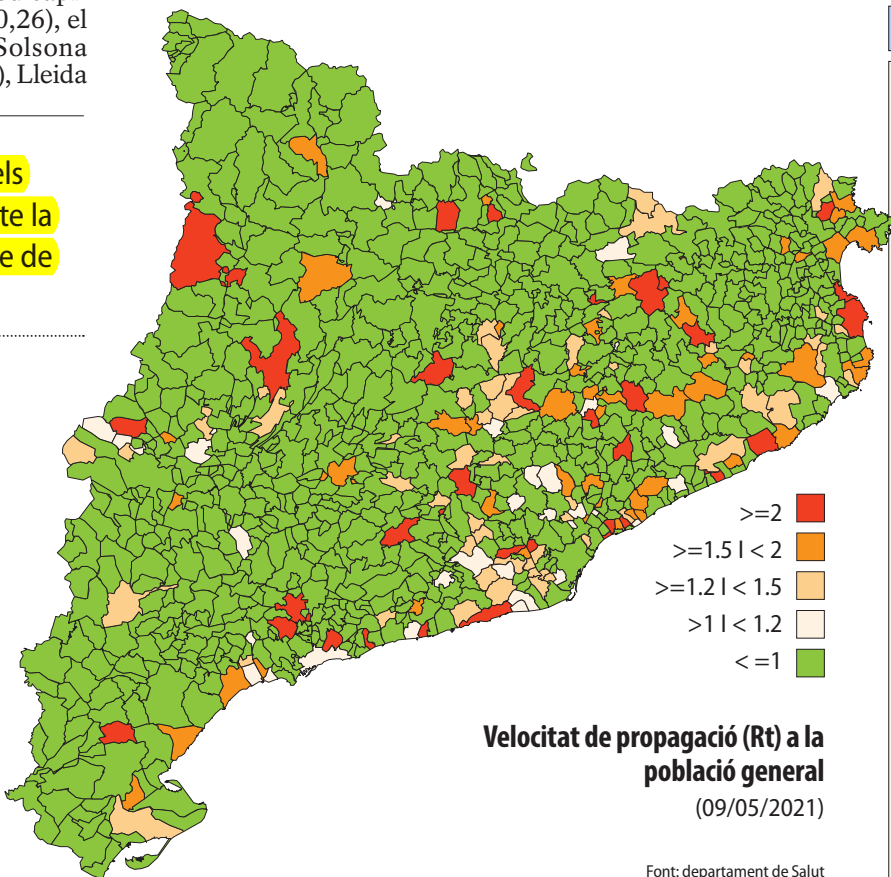 0,26), el
Solsona
), Lleida
els
te la
e de
>=2
>=1.5 I < 2
>=1.2 I < 1.5
>1 I < 1.2
< =1
Velocitat de propagació (Rt) a la
població general
(09/05/2021)
Font: departament de Salut